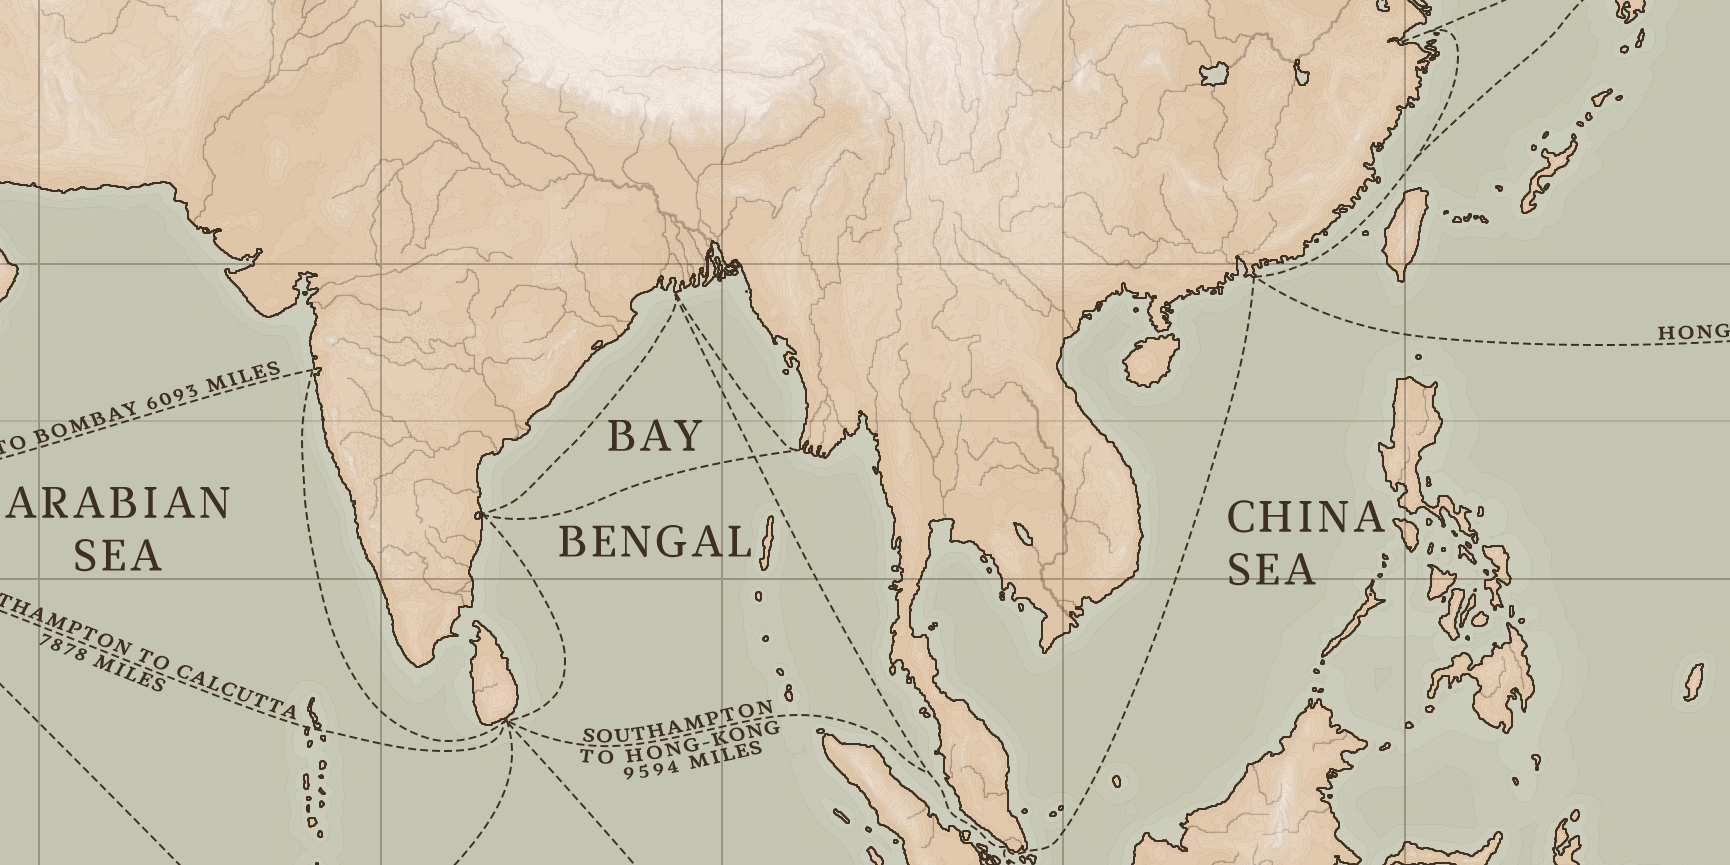 TO BOMBAY 6093 MILES
HONG
BAY
BENGAL
ARABIAN
SEA
CHINA
SEA
THAMPTON TO CALCUTTA
7878 MILES
SOUTHAMPTON
TO HONG-KONG
9594 MILES